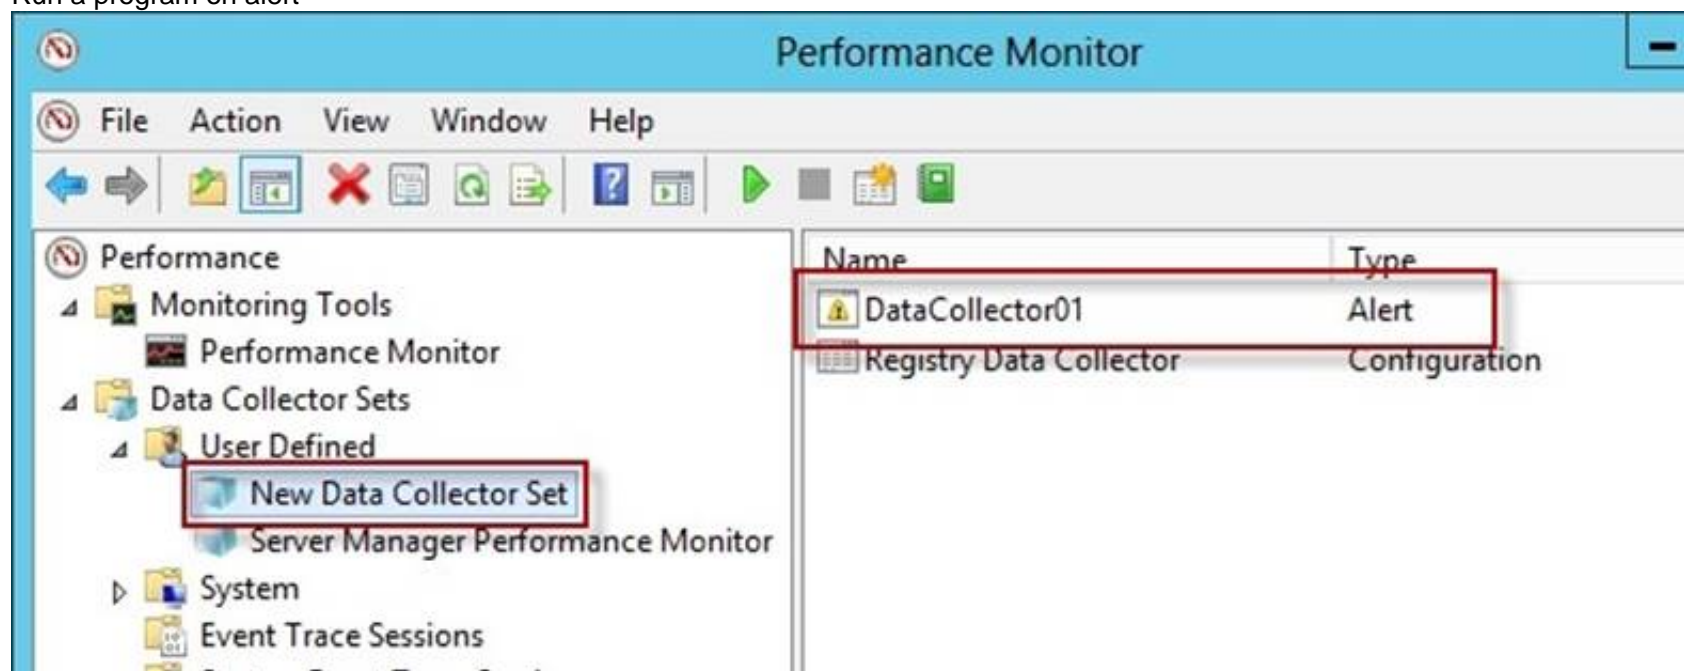 Run a program on alert
Performance Monitor
File Action View Window Help
Performance
Monitoring Tools
Performance Monitor
Data Collector Sets
User Defined
New Data Collector Set
Server Manager Performance Monitor
System
Event Trace Sessions
Name Type
DataCollector01 Alert
Registry Data Collector Configuration